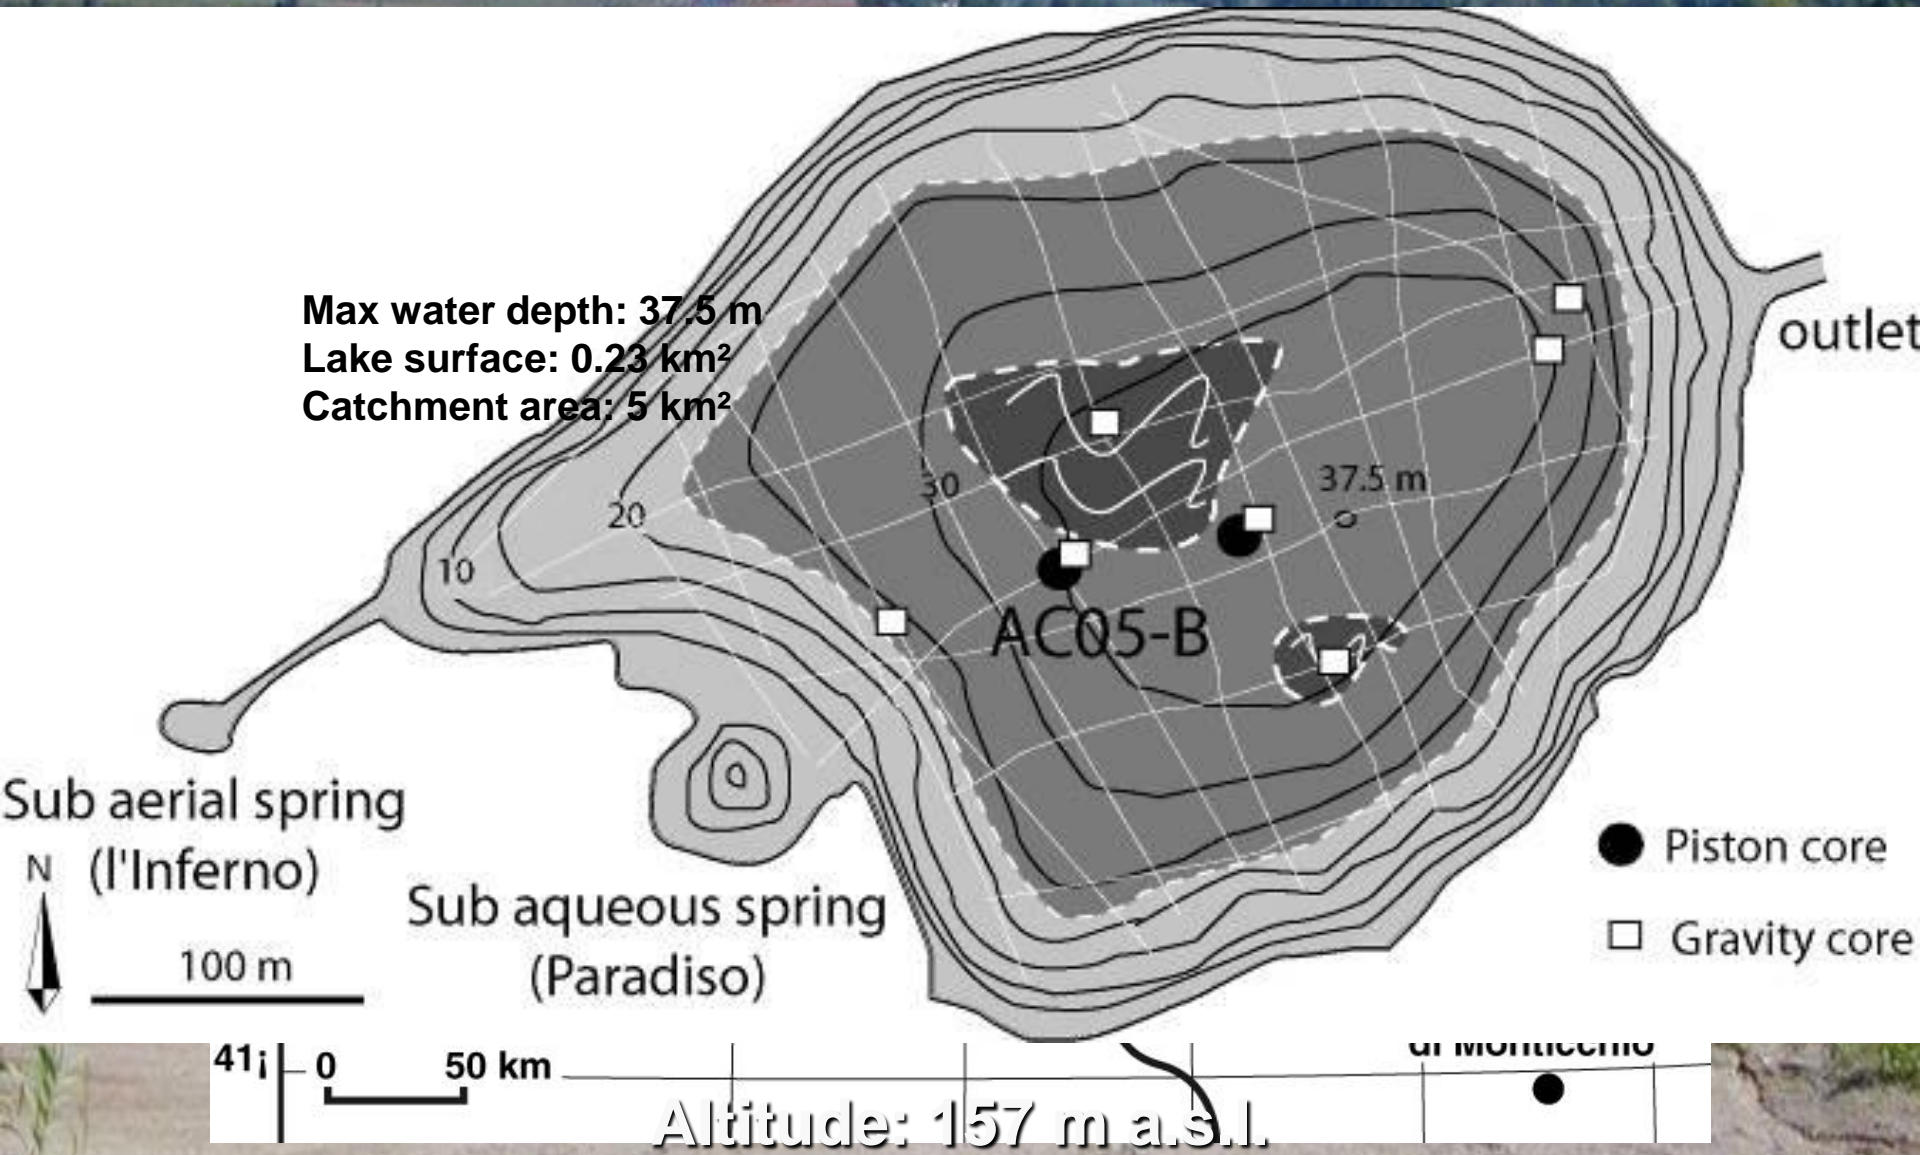 Max water depth: 37.5 m
Lake surface: 0.23 km²
Catchment area: 5 km²
outlet
30
37.5 m
20
10
AC05-B
Sub aerial spring
(l'Inferno)
N
Sub aqueous spring
(Paradiso)
100 m
Piston core
Gravity core
di Monticchio
41¡
0
50 km
Altitude: 157 m a.s.l.